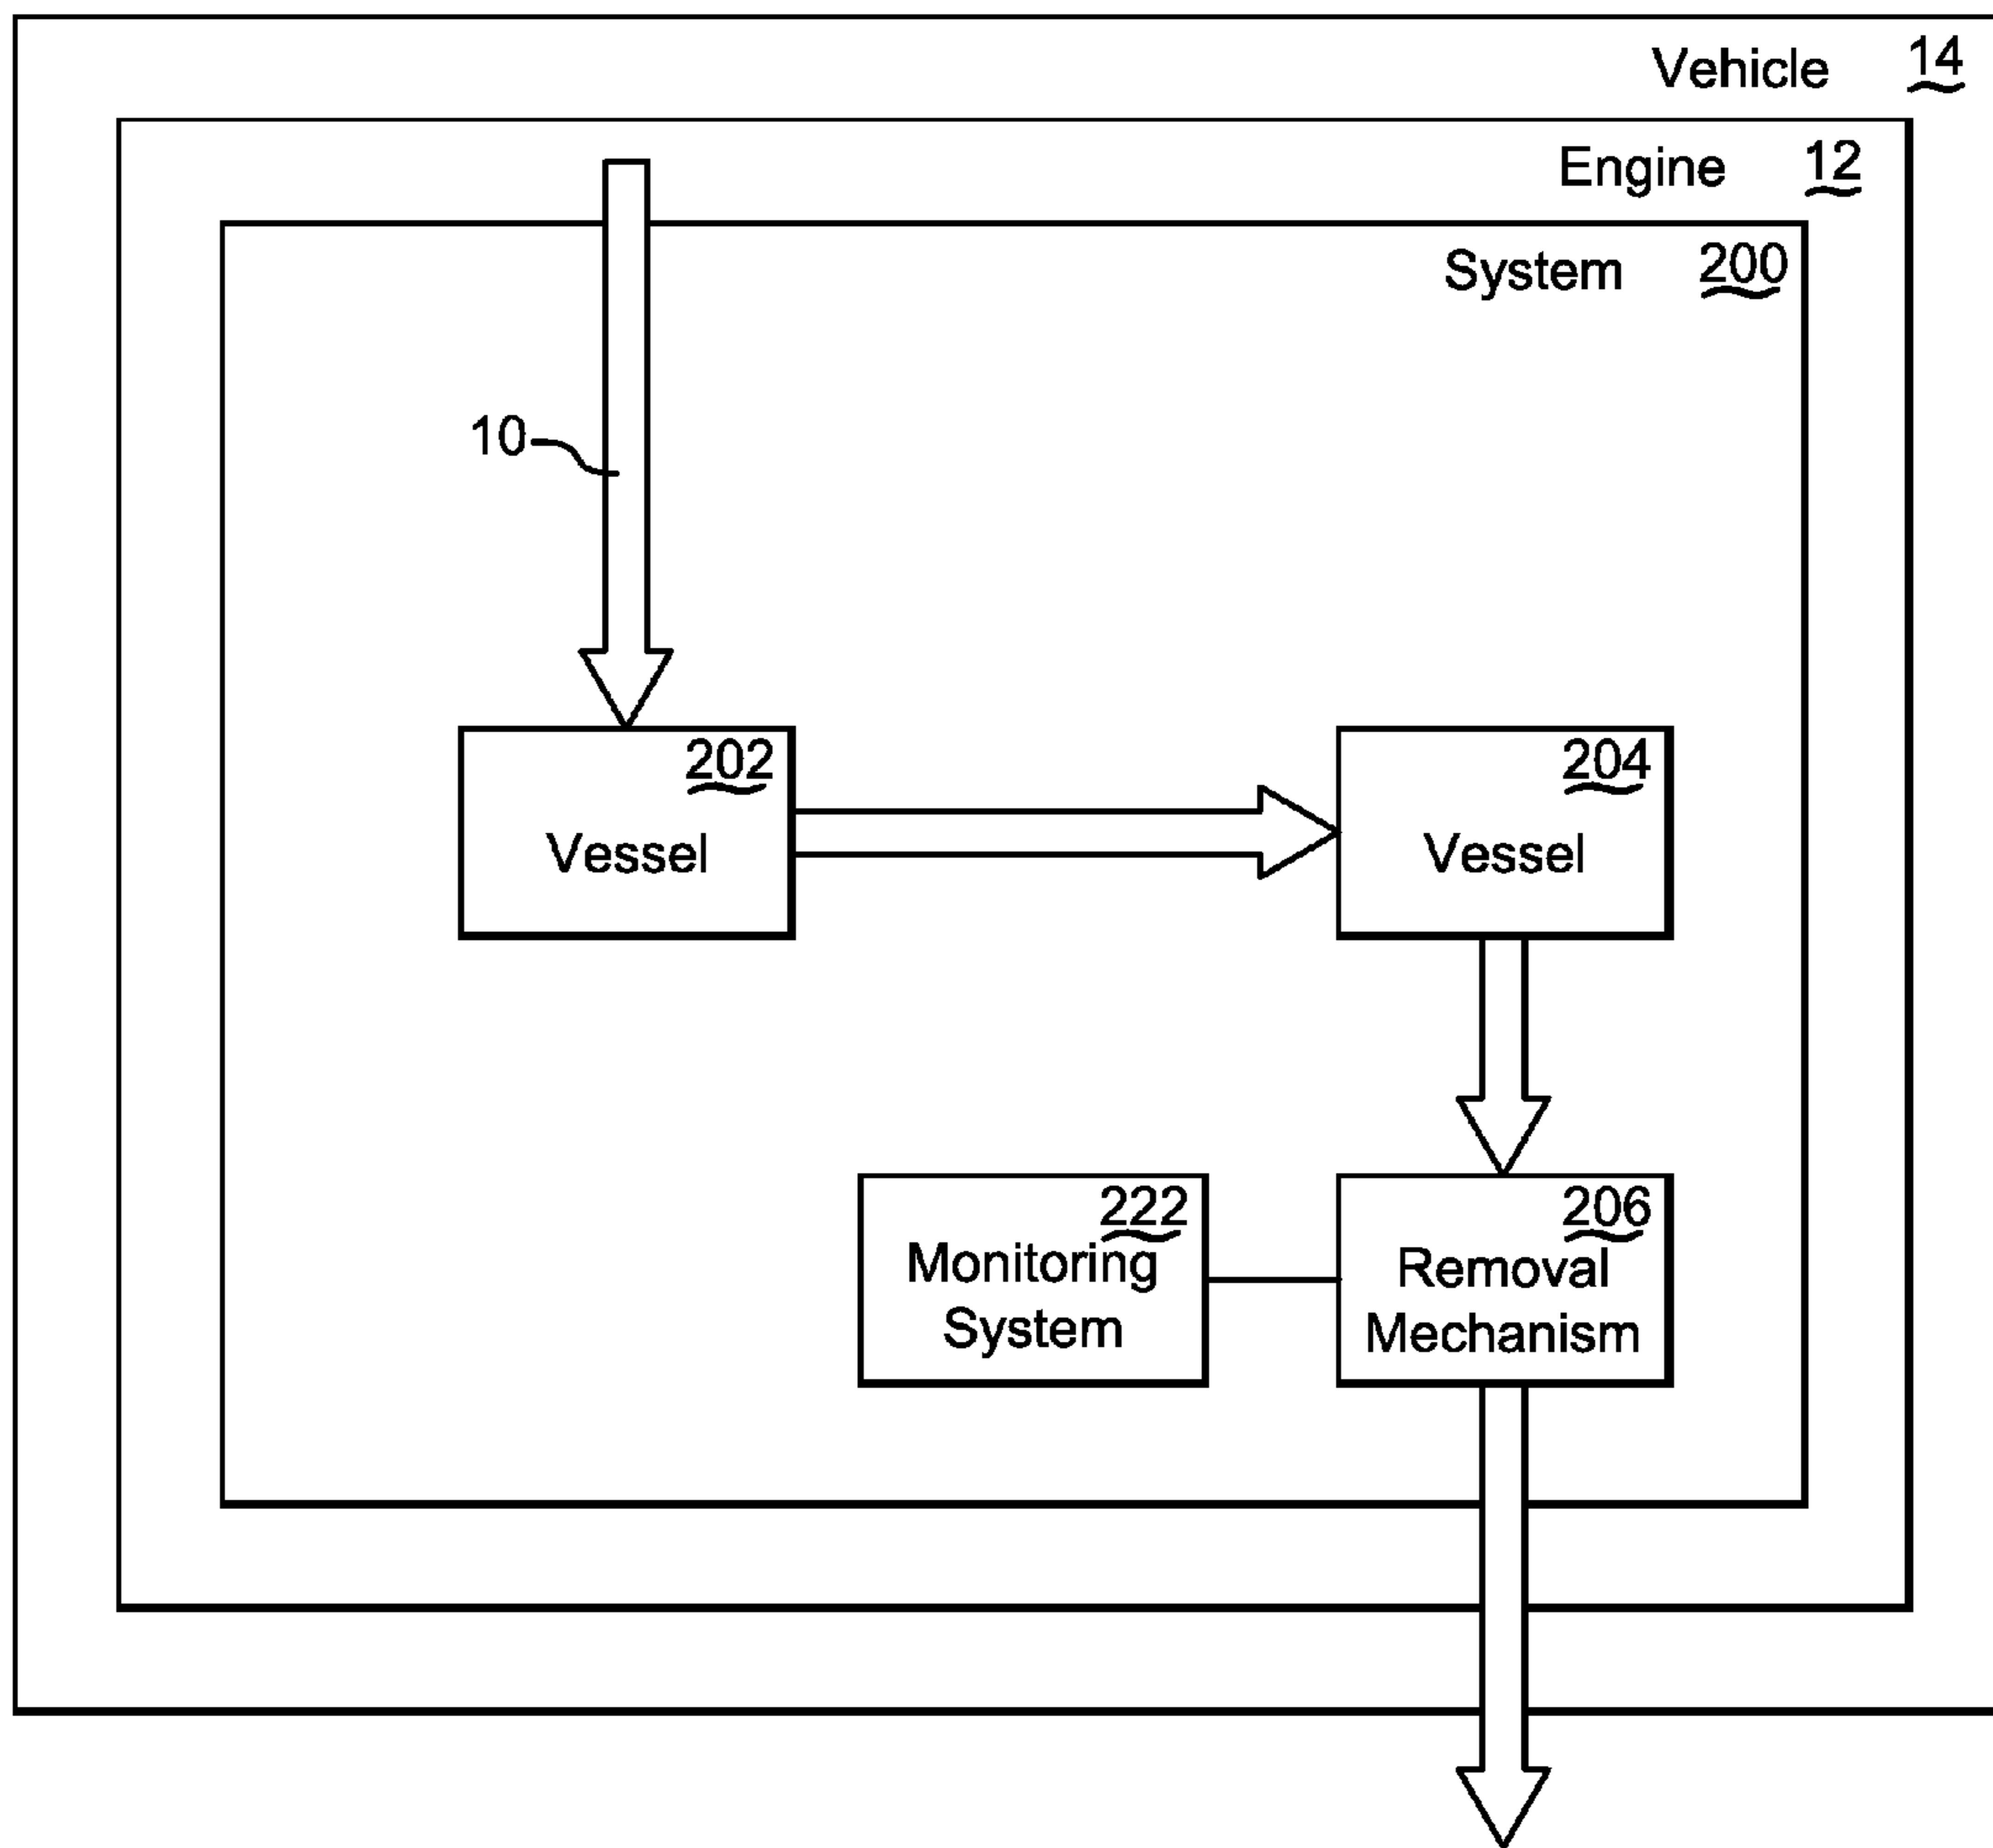 Vehicle 14
Engine 12
System 200
10
202
Vessel
204
Vessel
222
Monitoring
System
206
Removal
Mechanism